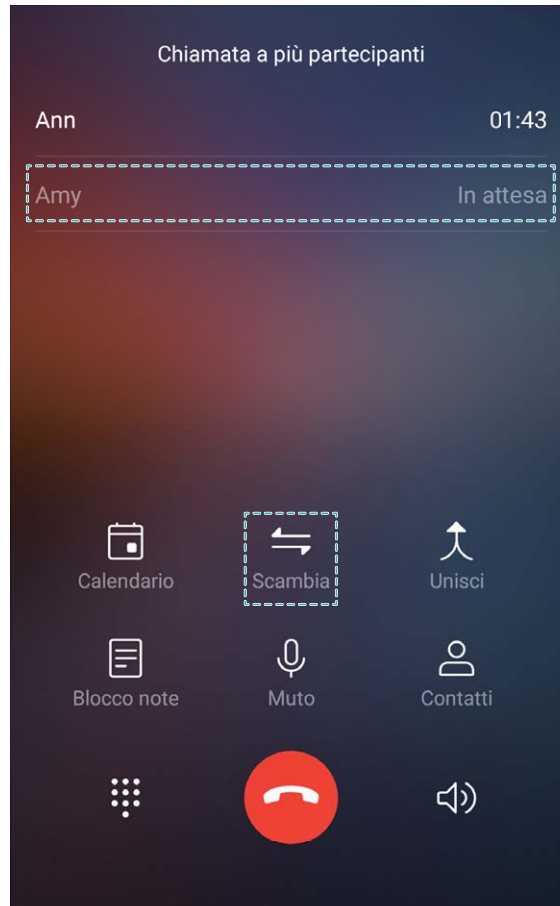 Chiamata a più partecipanti
Ann 01:43
Amy In attesa
Calendario Scambia Unisci
Blocco note Muto Contatti